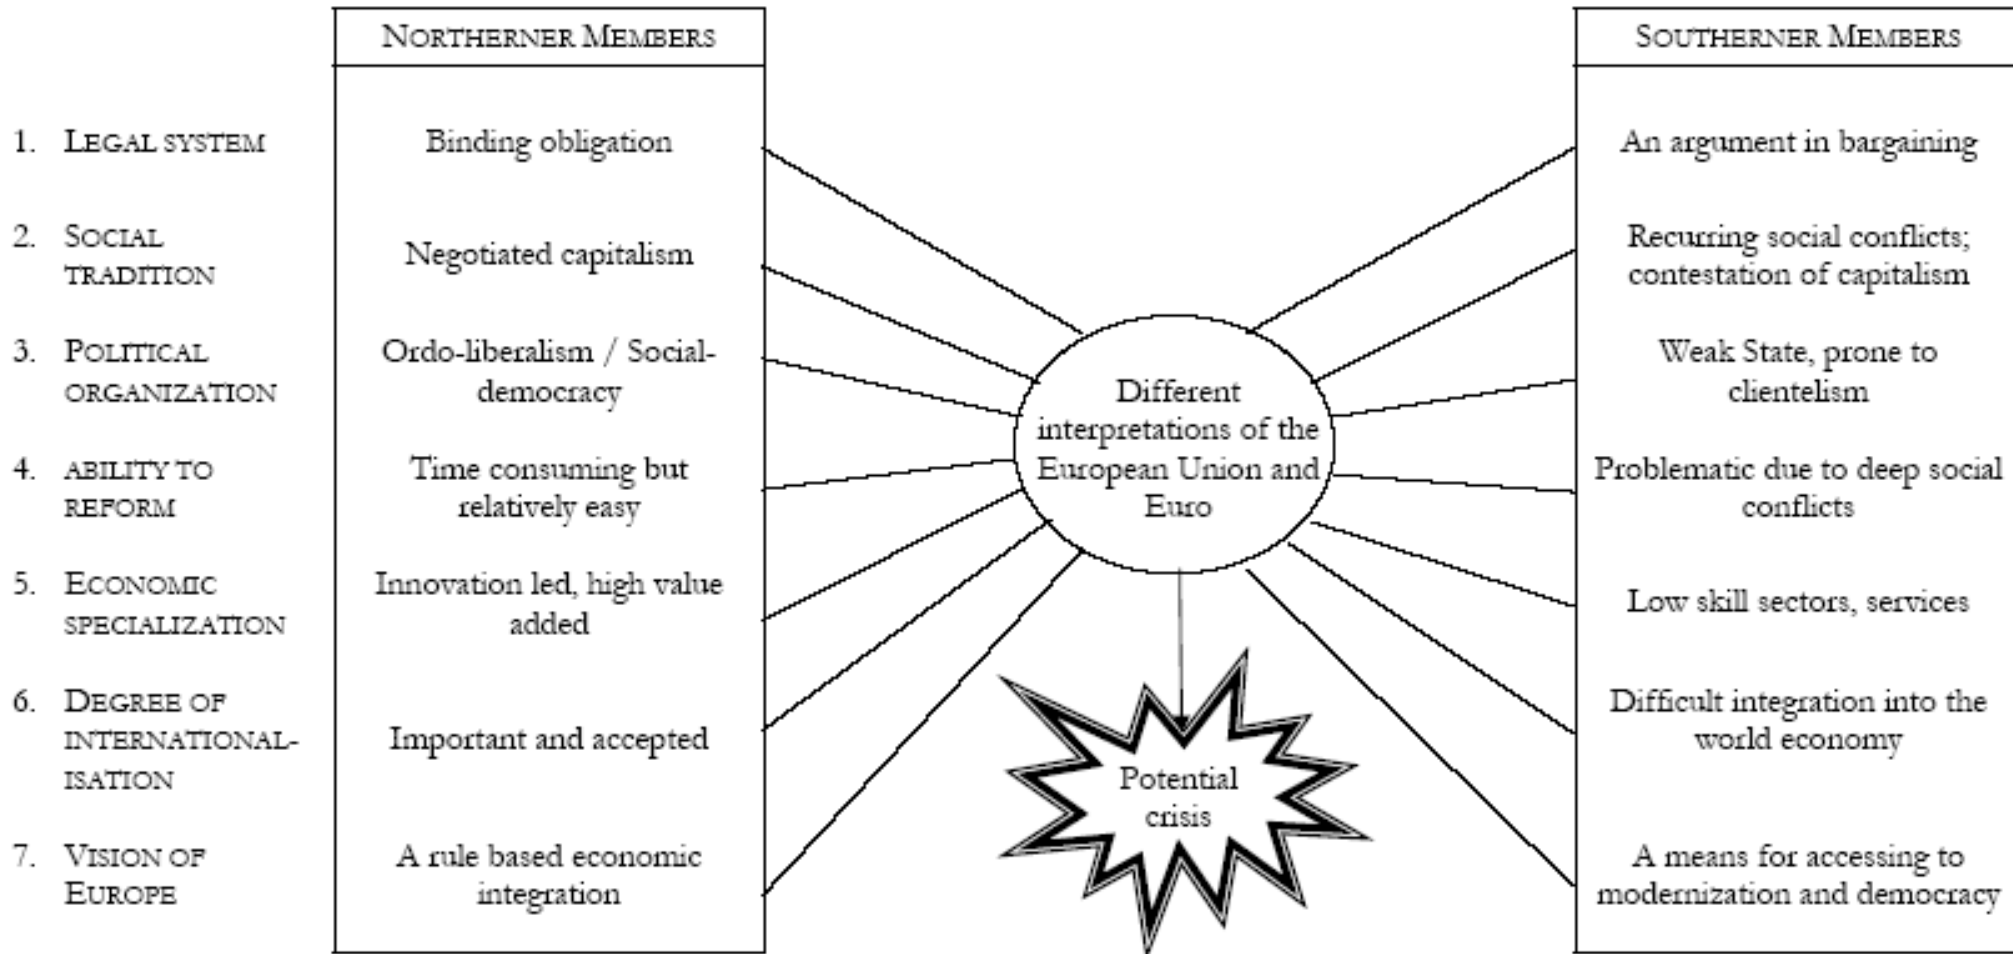 NORTHERNER MEMBERS
SOUTHERNER MEMBERS
1. LEGAL SYSTEM
Binding obligation
An argument in bargaining
2. SOCIAL
TRADITION
Negotiated capitalism
Recurring social conflicts;
contestation of capitalism
3. POLITICAL
ORGANIZATION
Ordo-liberalism / Social-
democracy
Weak State, prone to
clientelism
4. ABILITY TO
REFORM
Time consuming but
relatively easy
Problematic due to deep social
conflicts
5. ECONOMIC
SPECIALIZATION
Innovation led, high value
added
Low skill sectors, services
6. DEGREE OF
INTERNATIONAL-
ISATION
Important and accepted
Difficult integration into the
world economy
7. VISION OF
EUROPE
A rule based economic
integration
A means for accessing to
modernization and democracy
Different
interpretations of the
European Union and
Euro
Potential
crisis